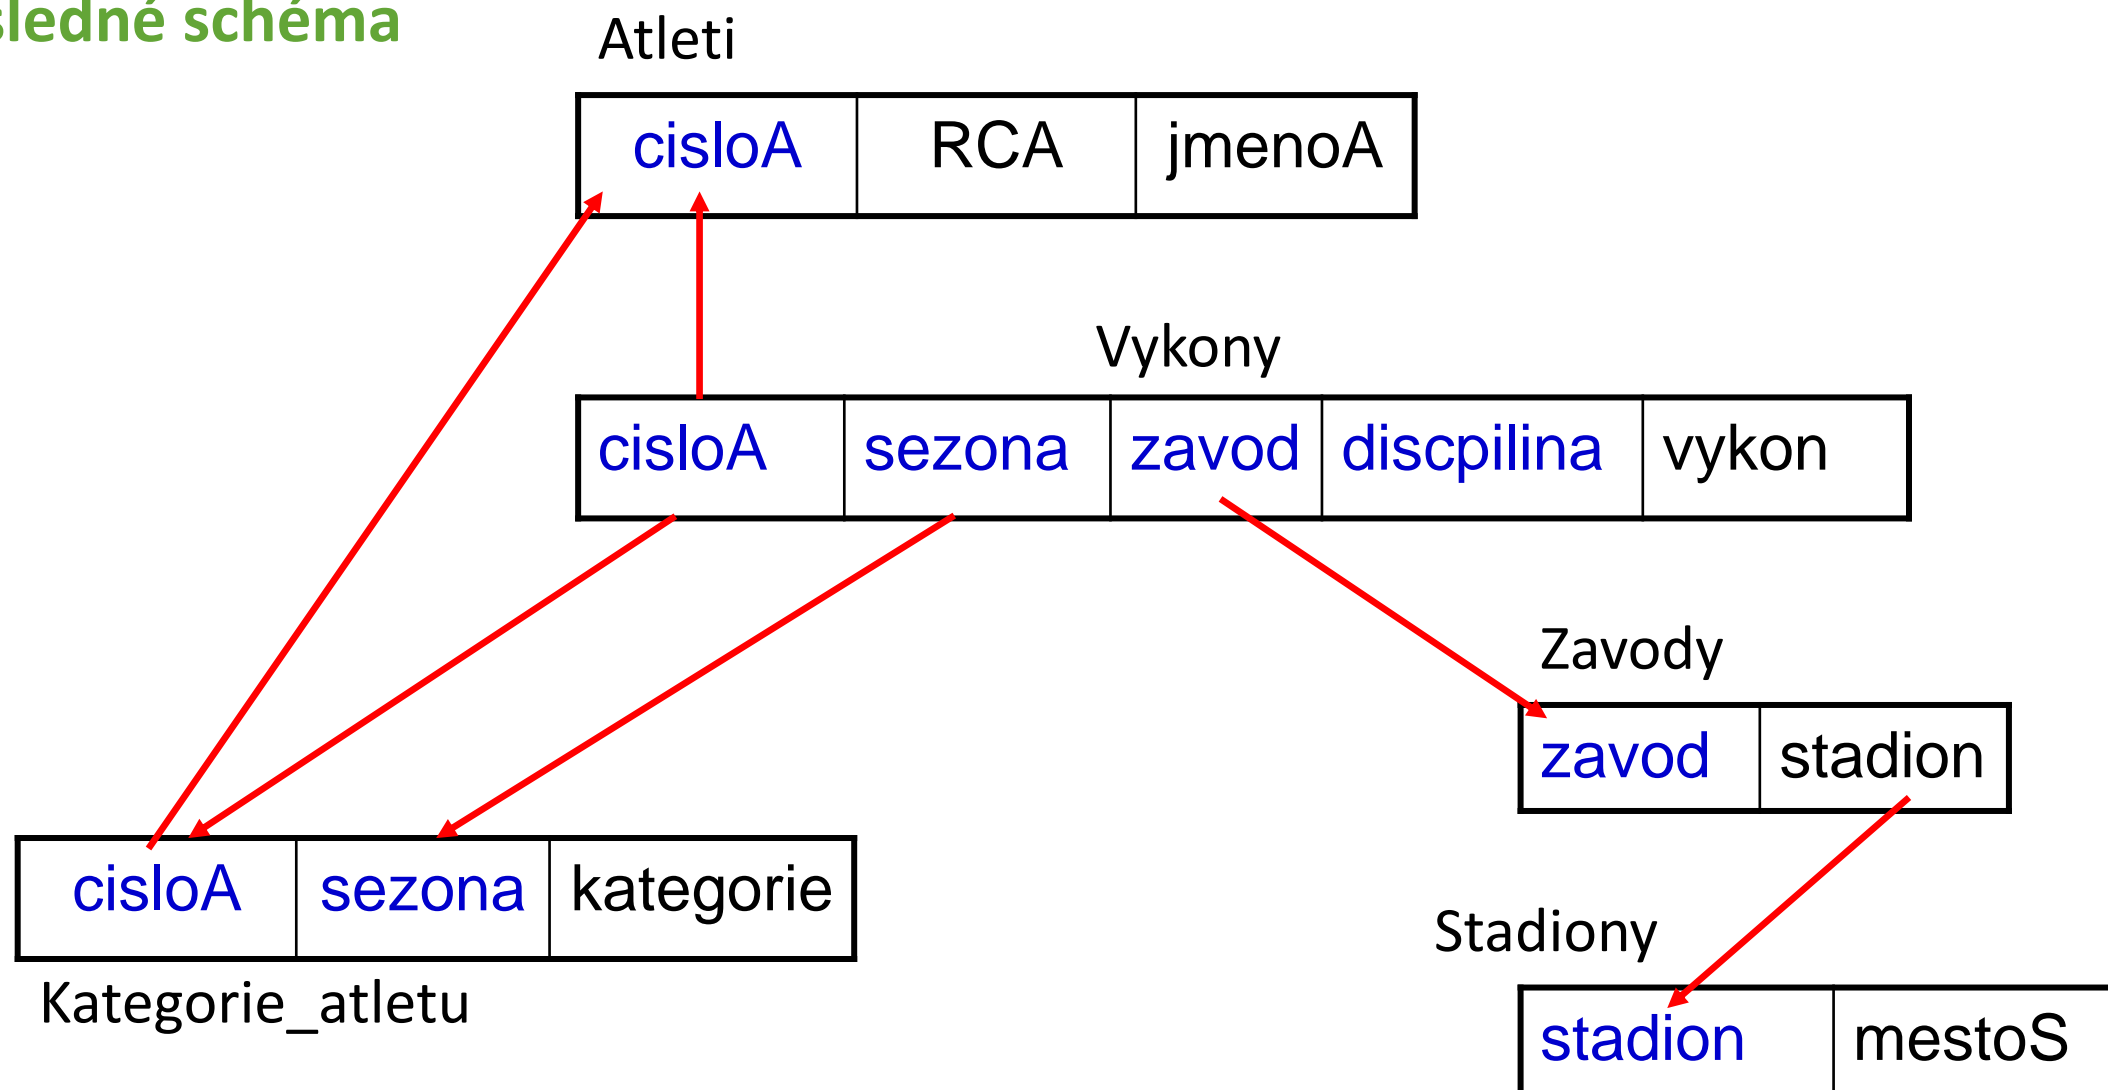 sledné schéma
Atleti
cisloA RCA jmenoA
Vykony
cisloA sezona zavod discpilina vykon
Zavody
zavod stadion
cisloA sezona kategorie
Kategorie_atletu
Stadiony
stadion mestoS